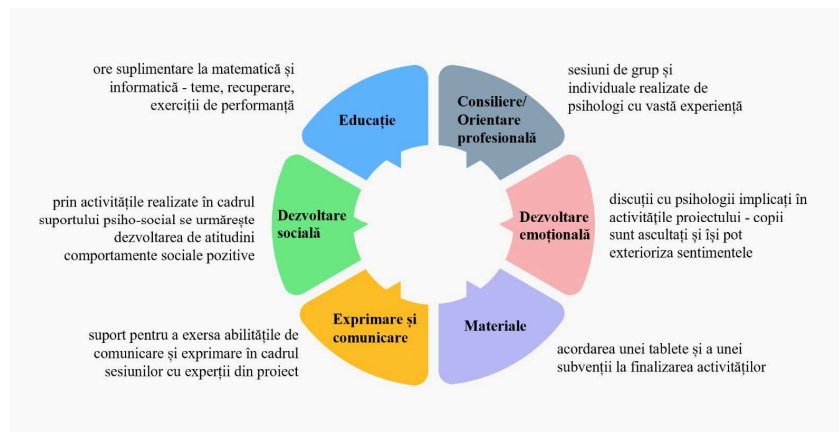 ore suplimentare la matematică și
informatică - teme, recuperare,
exerciții de performanță
Educație
Consiliere/
Orientare
profesională
sesiuni de grup și
individuale realizate de
psihologi cu vastă experiență
prin activitățile realizate în cadrul
suportului psiho-social se urmărește
dezvoltarea de atitudini
comportamente sociale pozitive
Dezvoltare
socială
Dezvoltare
emoțională
discuții cu psihologii implicați în
activitățile proiectului - copii
sunt ascultați și își pot
exterioriza sentimentele
suport pentru a exersa abilitățile de
comunicare și exprimare în cadrul
sesiunilor cu experții din proiect
Exprimare și
comunicare
Materiale
acordarea unei tablete și a unei
subvenții la finalizarea activităților